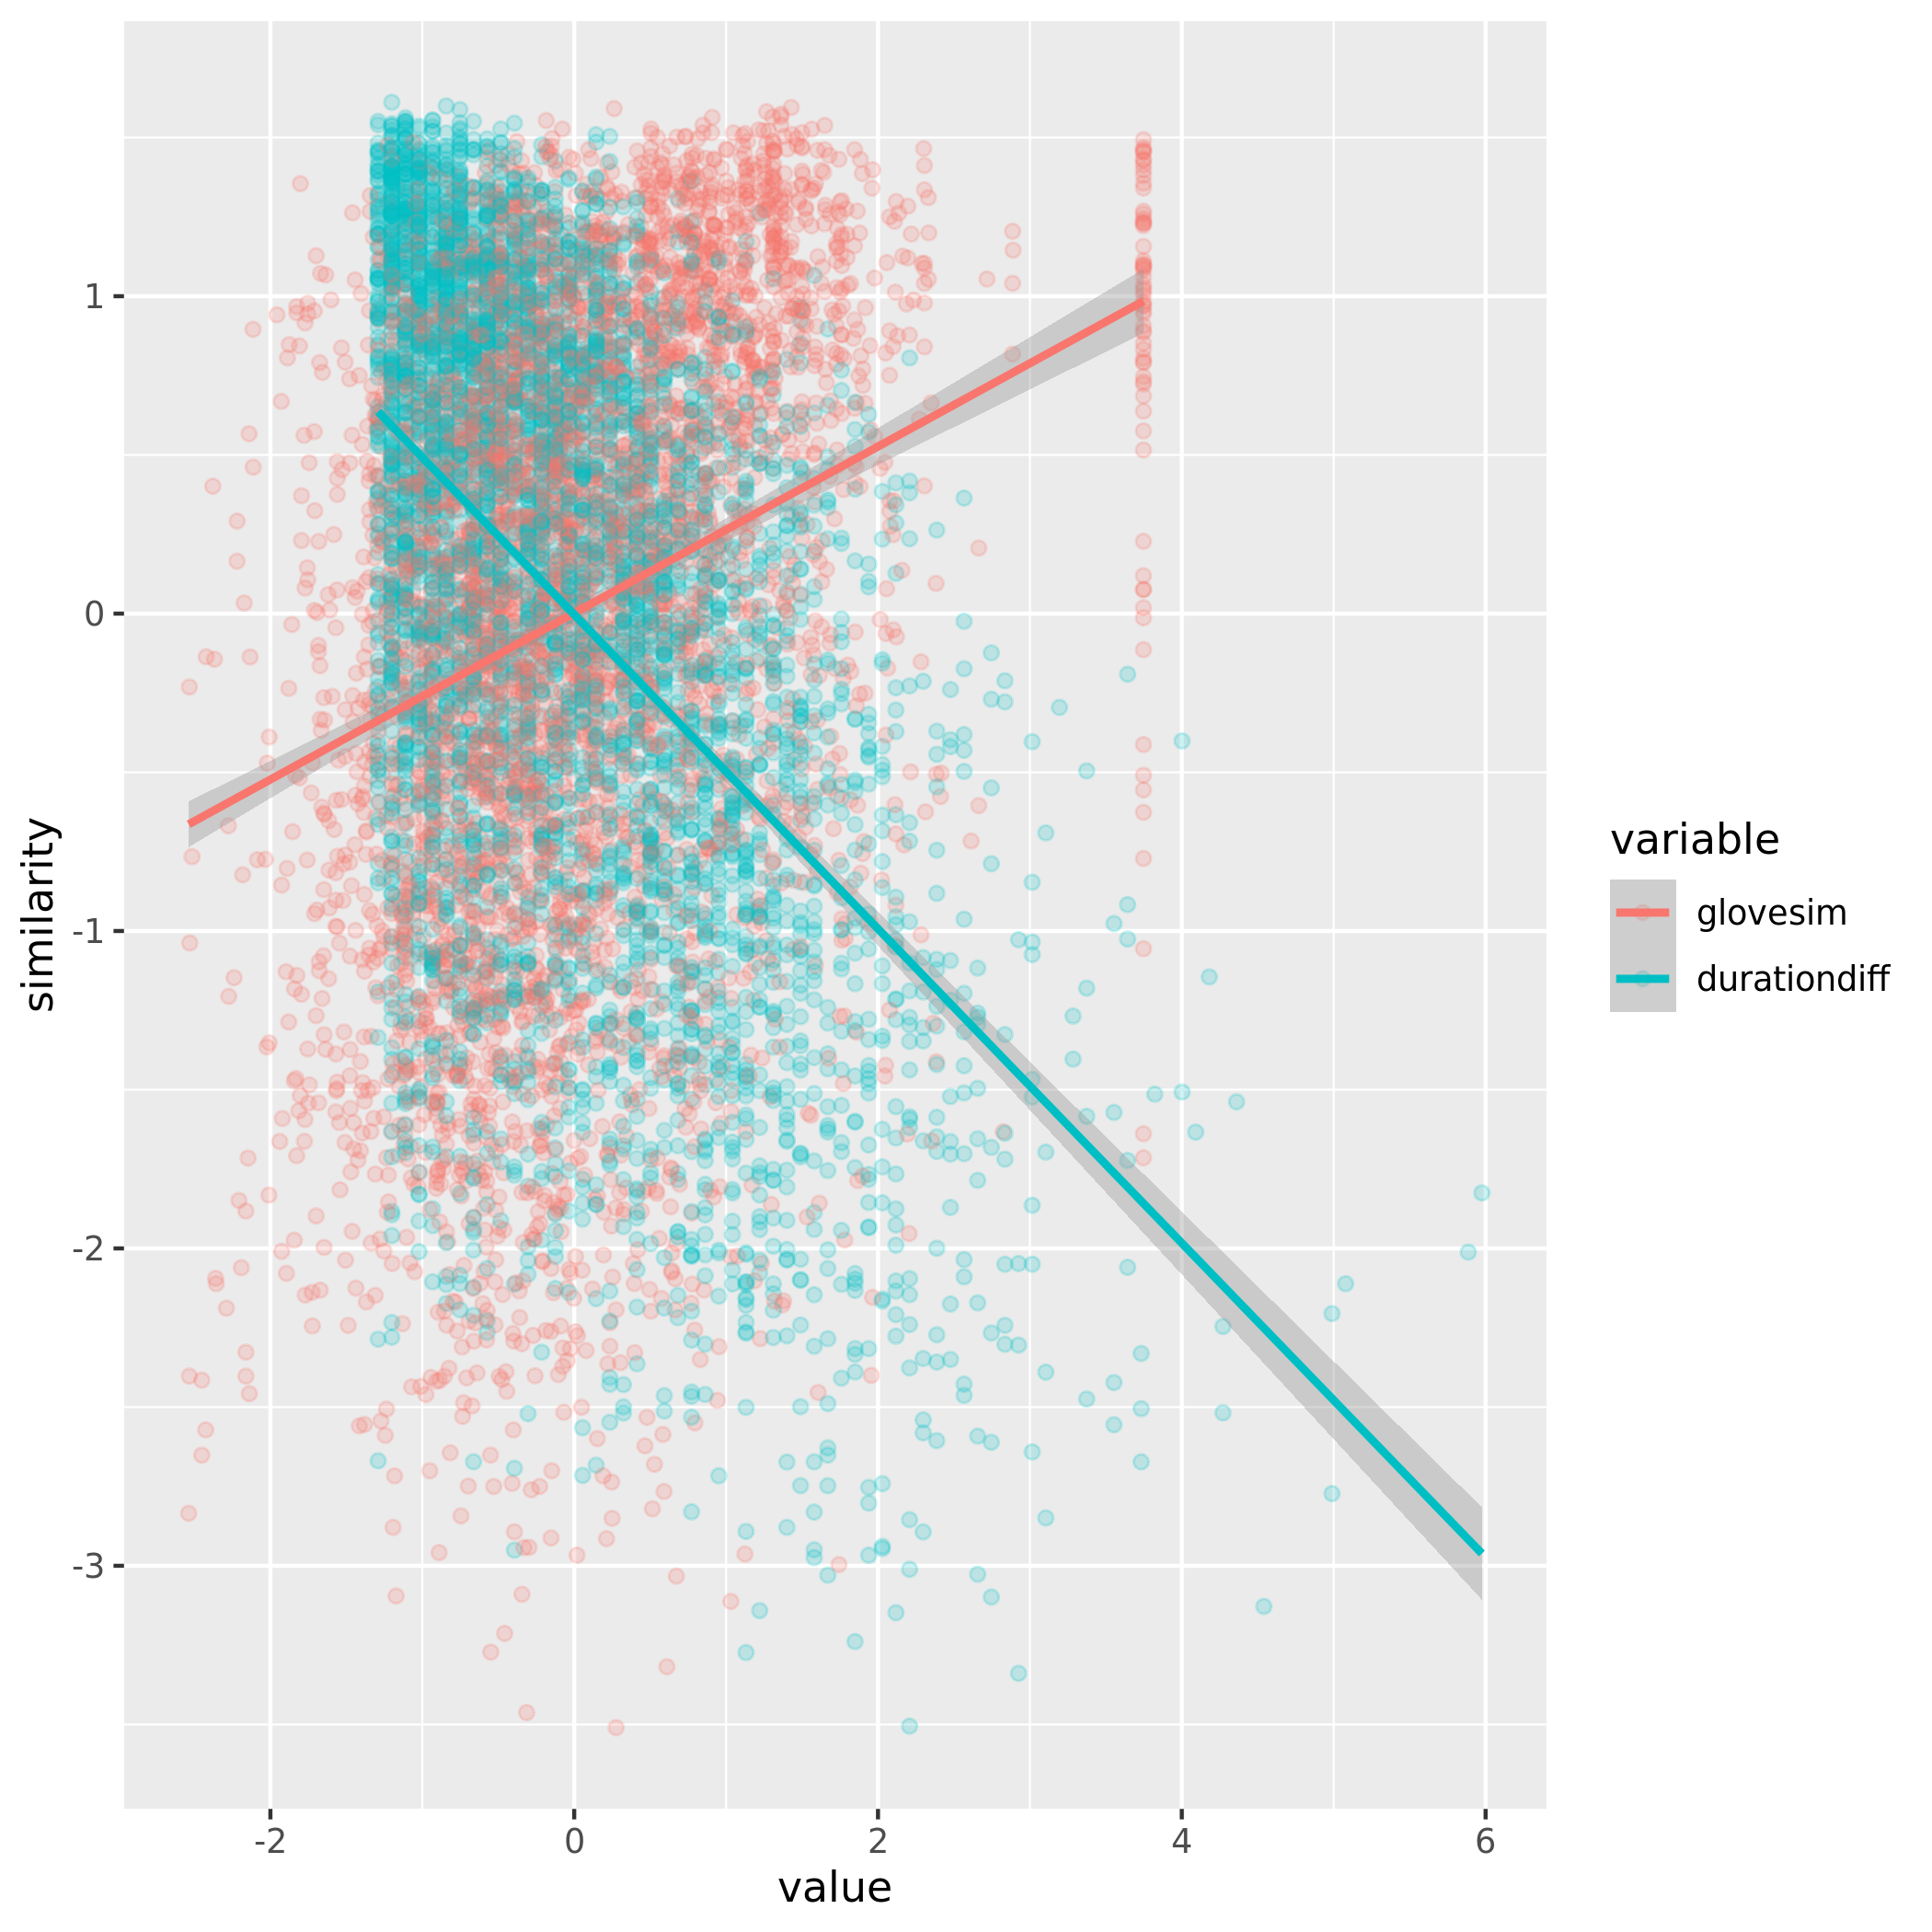 1
0
-1
-2
-3
similarity
-2
0
2
4
6
value
variable
glovesim
durationdiff